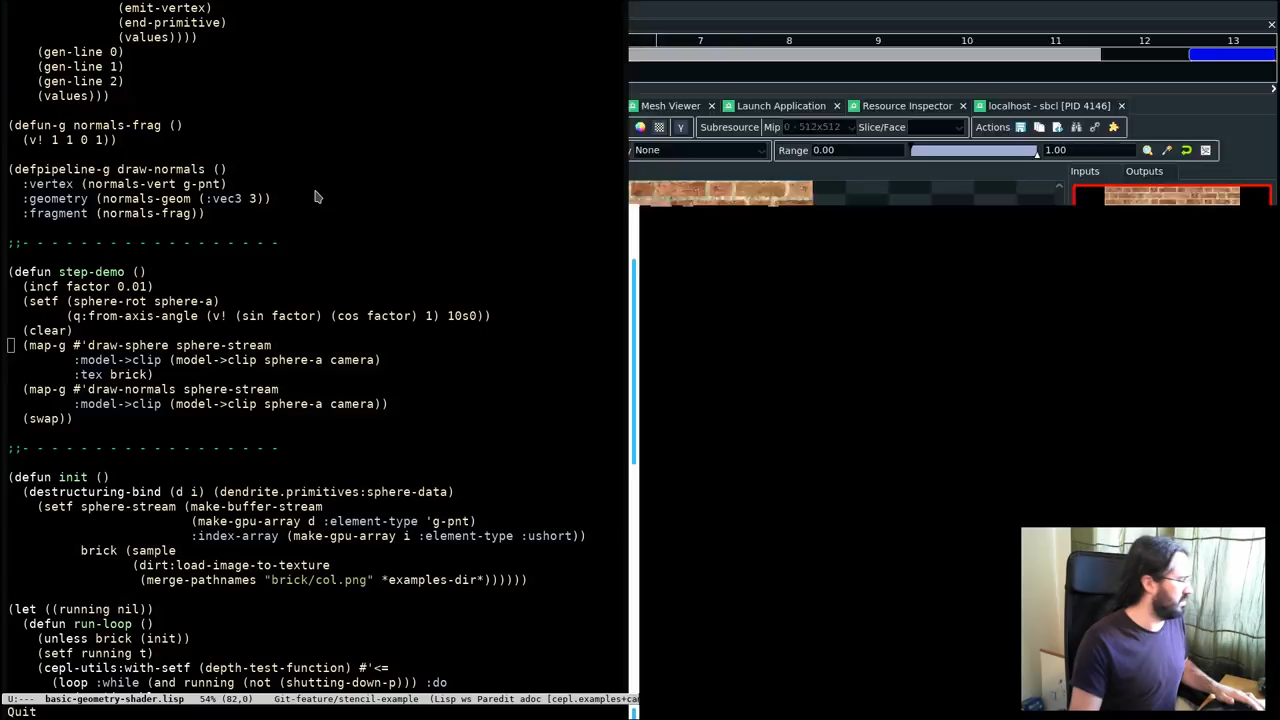 (emit-vertex)
(end-primitive)
(values))))
(gen-line 0)
(gen-line 1)
(gen-line 2)
(values)))
(defun-g normals-frag ()
(v! 1 1 0 1))
(defpipeline-g draw-normals ()
:vertex (normals-vert g-pnt)
:geometry (normals-geom (:vec3 3))
:fragment (normals-frag))
;;- - - - - - - - - - - - - - - - - -
(defun step-demo ()
(incf factor 0.01)
(setf (sphere-rot sphere-a)
(q:from-axis-angle (v! (sin factor) (cos factor) 1) 10s0))
(clear)
(map-g #'draw-sphere sphere-stream
:model->clip (model->clip sphere-a camera)
:tex brick)
(map-g #'draw-normals sphere-stream
:model->clip (model->clip sphere-a camera))
(swap))
;;- - - - - - - - - - - - - - - - - -
(defun init ()
(destructuring-bind (d i) (dendrite.primitives:sphere-data)
(setf sphere-stream (make-buffer-stream
(make-gpu-array d :element-type 'g-pnt)
:index-array (make-gpu-array i :element-type :ushort))
brick (sample
(dirt:load-image-to-texture
(merge-pathnames "brick/col.png" *examples-dir*))))))
(let ((running nil))
(defun run-loop ()
(unless brick (init))
(setf running t)
(cepl-utils:with-setf (depth-test-function) #'<=
(loop :while (and running (not (shutting-down-p))) :do
U:--- basic-geometry-shader.lisp 54% (82,0) Git-feature/stencil-example (Lisp ws Paredit adoc [cepl.examples+ca
Quit
7 8 9 10 11 12 13
Mesh Viewer Launch Application Resource Inspector localhost - sbcl [PID 4146]
γ Subresource Mip 0 - 512x512 Slice/Face Actions
None Range 0.00 1.00
Inputs Outputs